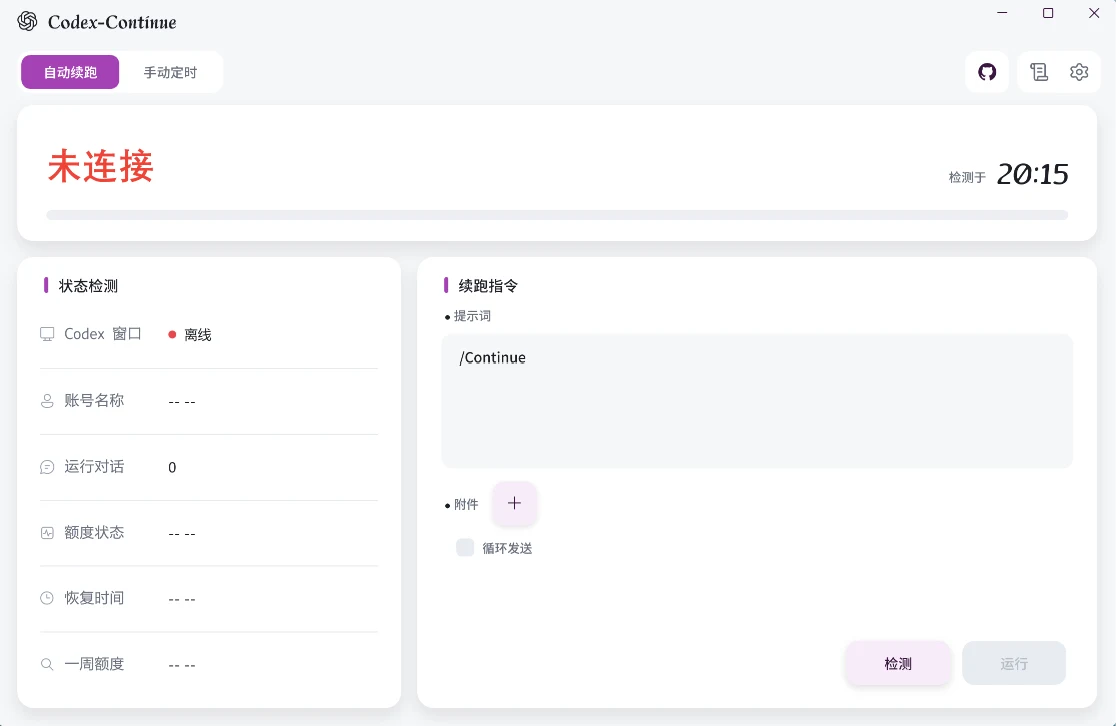 Codex-Continue
自动续跑 手动定时
未连接
检测于 20:15
状态检测
Codex 窗口 离线
账号名称 -- --
运行对话 0
额度状态 -- --
恢复时间 -- --
一周额度 -- --
续跑指令
提示词
/Continue
附件 +
循环发送
检测 运行